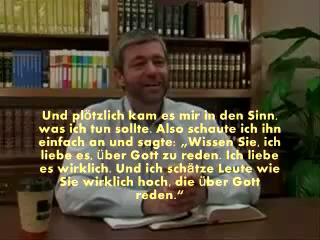 Und plötzlich kam es mir in den Sinn,
was ich tun sollte. Also schaute ich ihn
einfach an und sagte: „Wissen Sie, ich
liebe es, über Gott zu reden. Ich liebe
es wirklich. Und ich schätze Leute wie
Sie wirklich hoch, die über Gott
reden.“